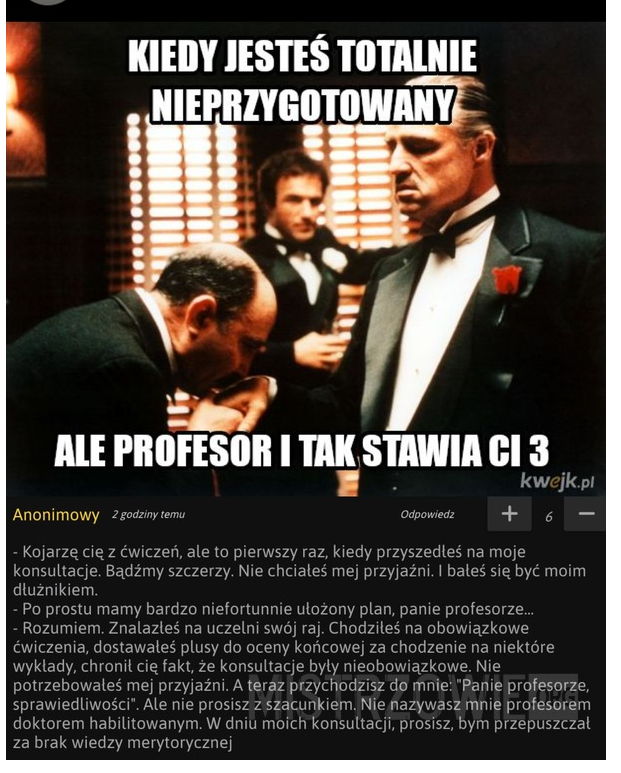 KIEDY JESTEŚ TOTALNIE
NIEPRZYGOTOWANY
ALE PROFESOR I TAK STAWIA CI 3
kwejk.pl
Anonimowy 2 godziny temu Odpowiedz + 6 −
- Kojarzę cię z ćwiczeń, ale to pierwszy raz, kiedy przyszedłeś na moje
konsultacje. Bądźmy szczerzy. Nie chciałeś mej przyjaźni. I bałeś się być moim
dłużnikiem.
- Po prostu mamy bardzo niefortunnie ułożony plan, panie profesorze...
- Rozumiem. Znalazłeś na uczelni swój raj. Chodziłeś na obowiązkowe
ćwiczenia, dostawałeś plusy do oceny końcowej za chodzenie na niektóre
wykłady, chronił cię fakt, że konsultacje były nieobowiązkowe. Nie
potrzebowałeś mej przyjaźni. A teraz przychodzisz do mnie: "Panie profesorze,
sprawiedliwości". Ale nie prosisz z szacunkiem. Nie nazywasz mnie profesorem
doktorem habilitowanym. W dniu moich konsultacji, prosisz, bym przepuszczał
za brak wiedzy merytorycznej
MISTRZOWIE.ORG